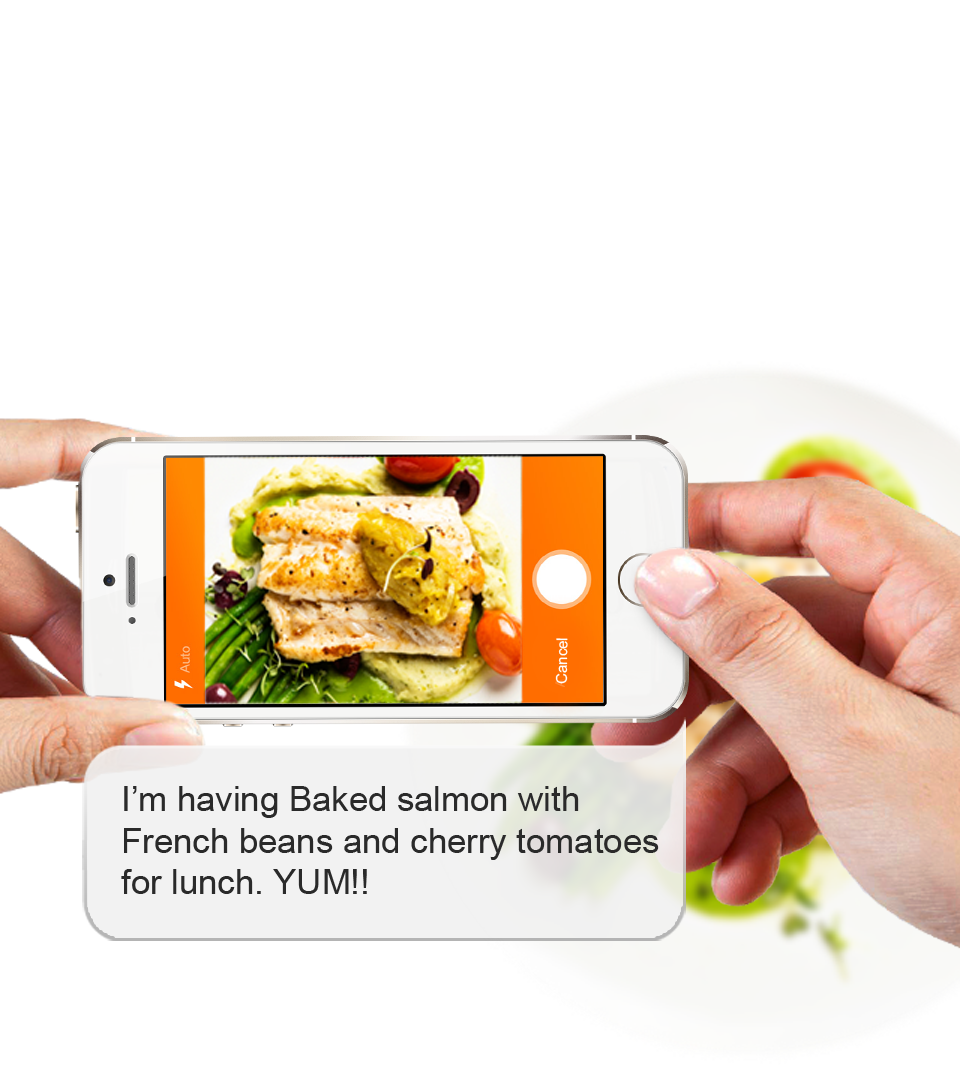 Auto
Cancel
I’m having Baked salmon with
French beans and cherry tomatoes
for lunch. YUM!!